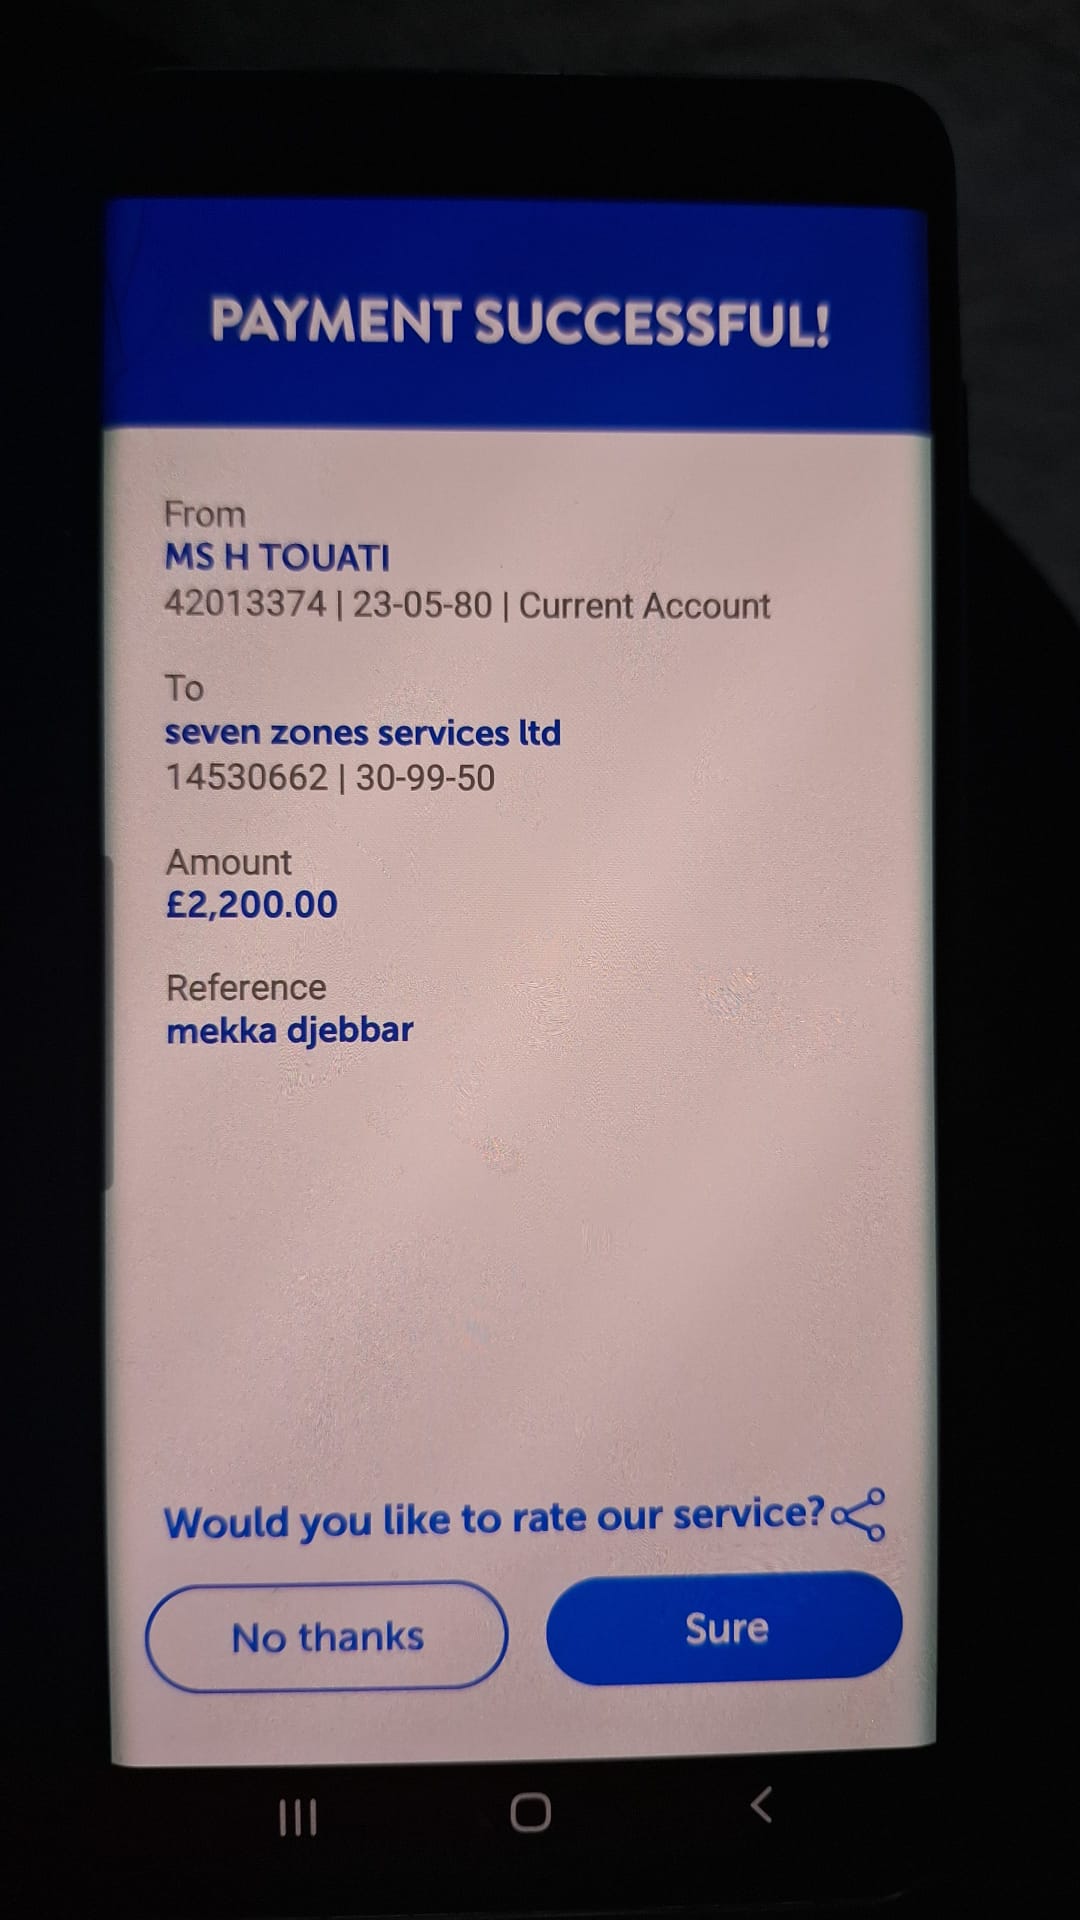 PAYMENT SUCCESSFUL!
From
MS H TOUATI
42013374 | 23-05-80 | Current Account
To
seven zones services ltd
14530662 | 30-99-50
Amount
£2,200.00
Reference
mekka djebbar
Would you like to rate our service?
No thanks
Sure